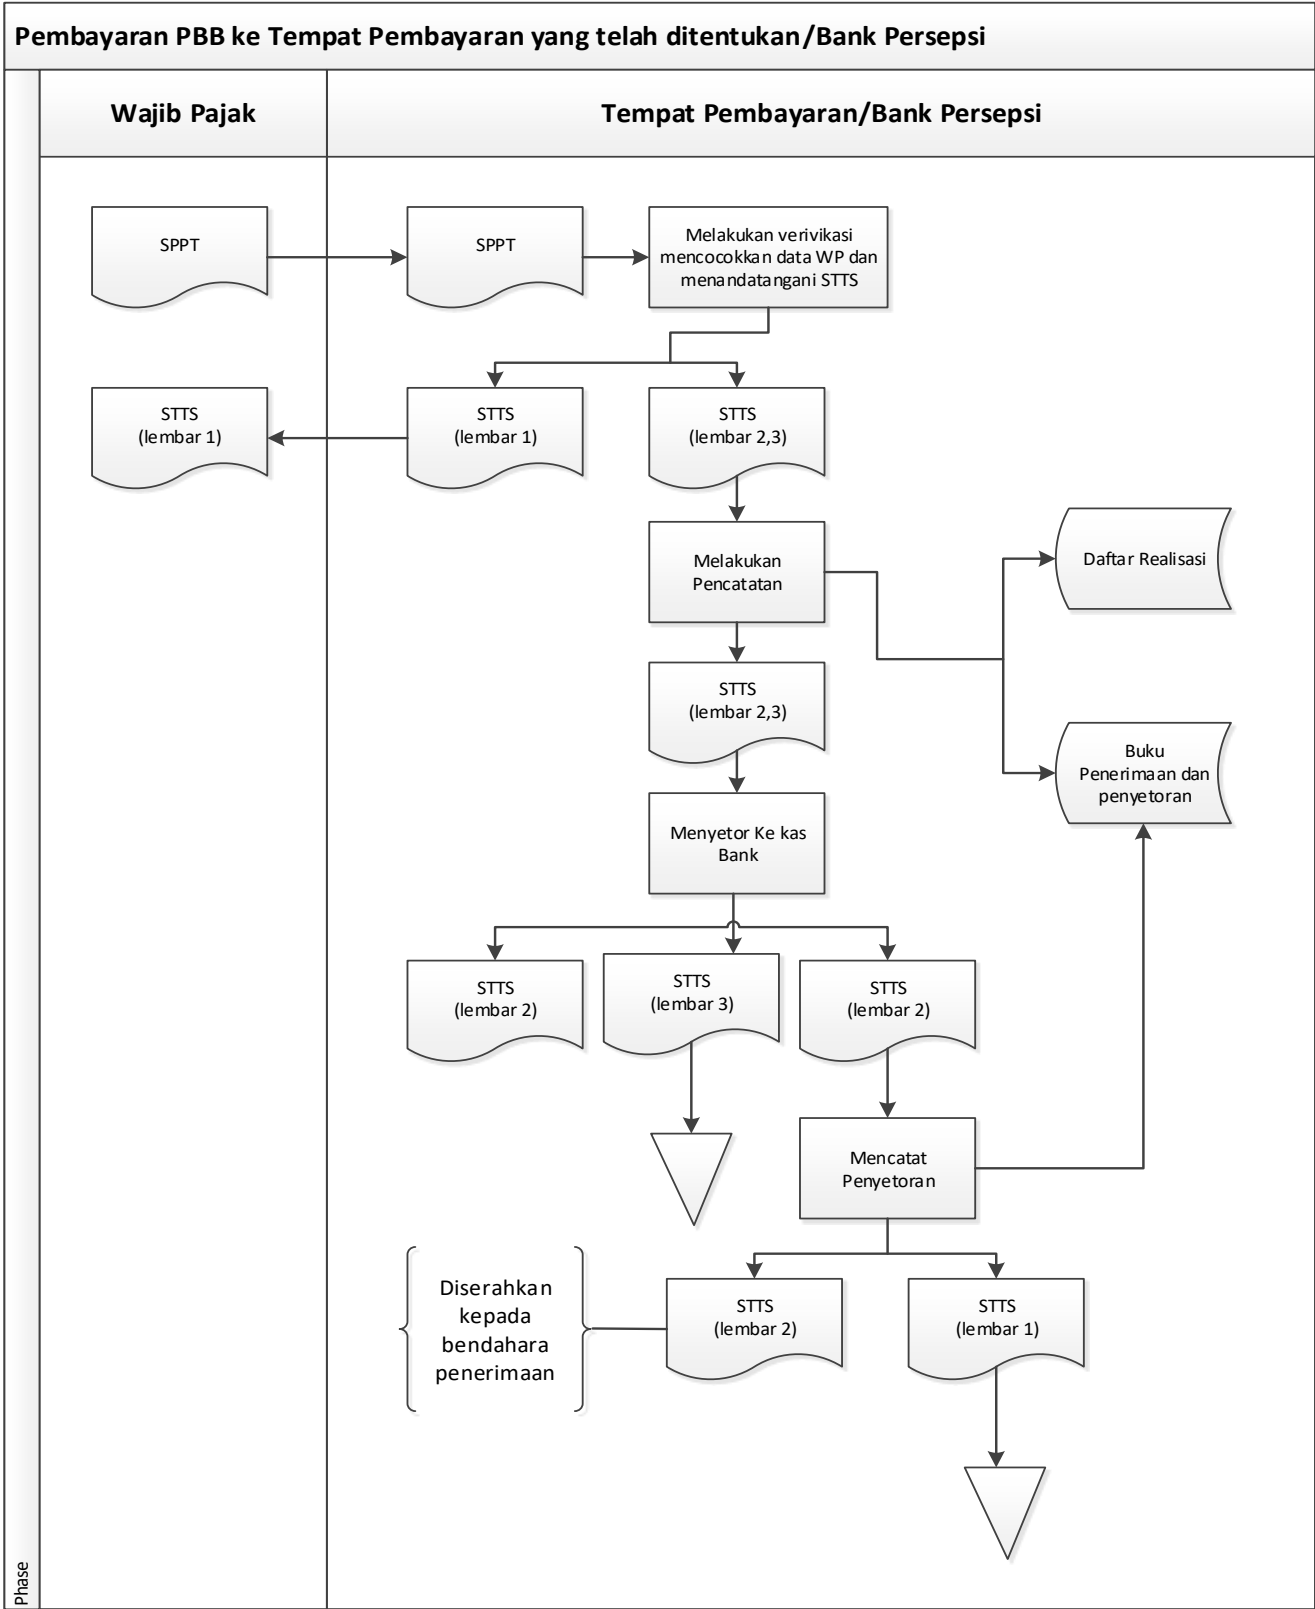 Pembayaran PBB ke Tempat Pembayaran yang telah ditentukan/Bank Persepsi
Wajib Pajak
Tempat Pembayaran/Bank Persepsi
SPPT
SPPT
Melakukan verivikasi
mencocokkan data WP dan
menandatangani STTS
STTS
(lembar 1)
STTS
(lembar 1)
STTS
(lembar 2,3)
Melakukan
Pencatatan
Daftar Realisasi
STTS
(lembar 2,3)
Buku
Penerimaan dan
penyetoran
Menyetor Ke kas
Bank
STTS
(lembar 2)
STTS
(lembar 3)
STTS
(lembar 2)
Mencatat
Penyetoran
Diserahkan
kepada
bendahara
penerimaan
STTS
(lembar 2)
STTS
(lembar 1)
Phase